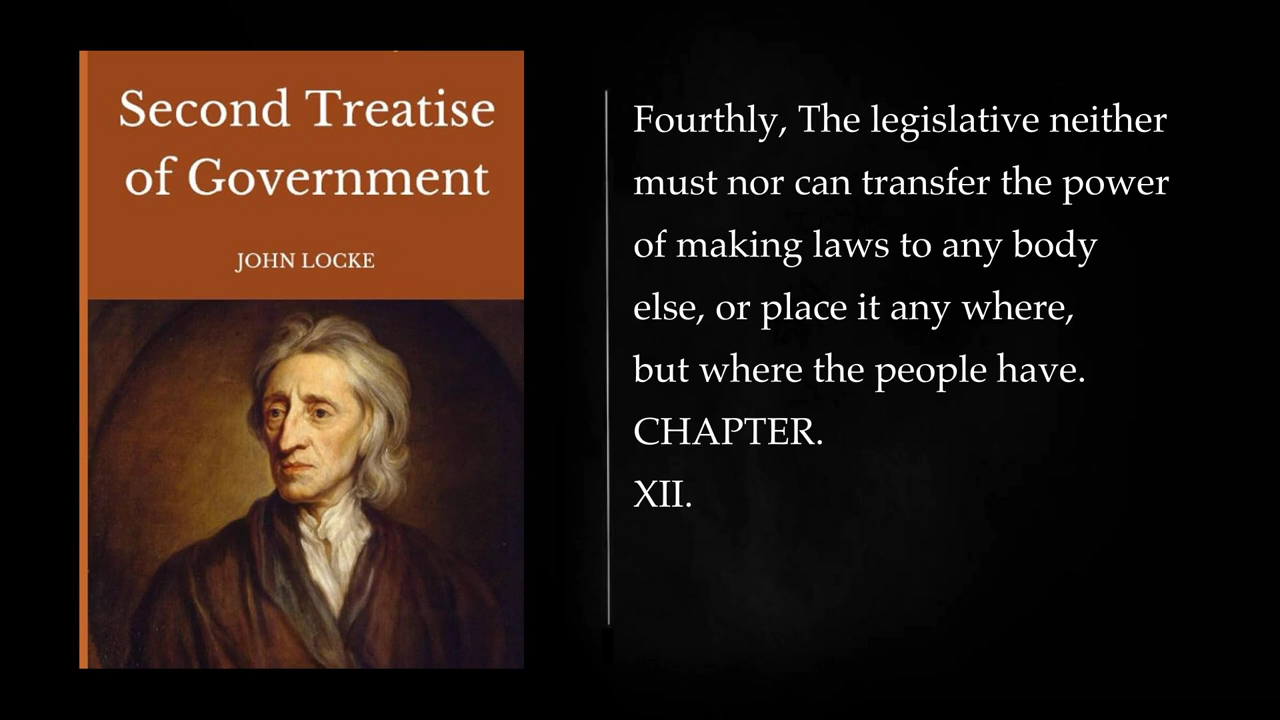 Second Treatise
of Government
JOHN LOCKE
Fourthly, The legislative neither
must nor can transfer the power
of making laws to any body
else, or place it any where,
but where the people have.
CHAPTER.
XII.